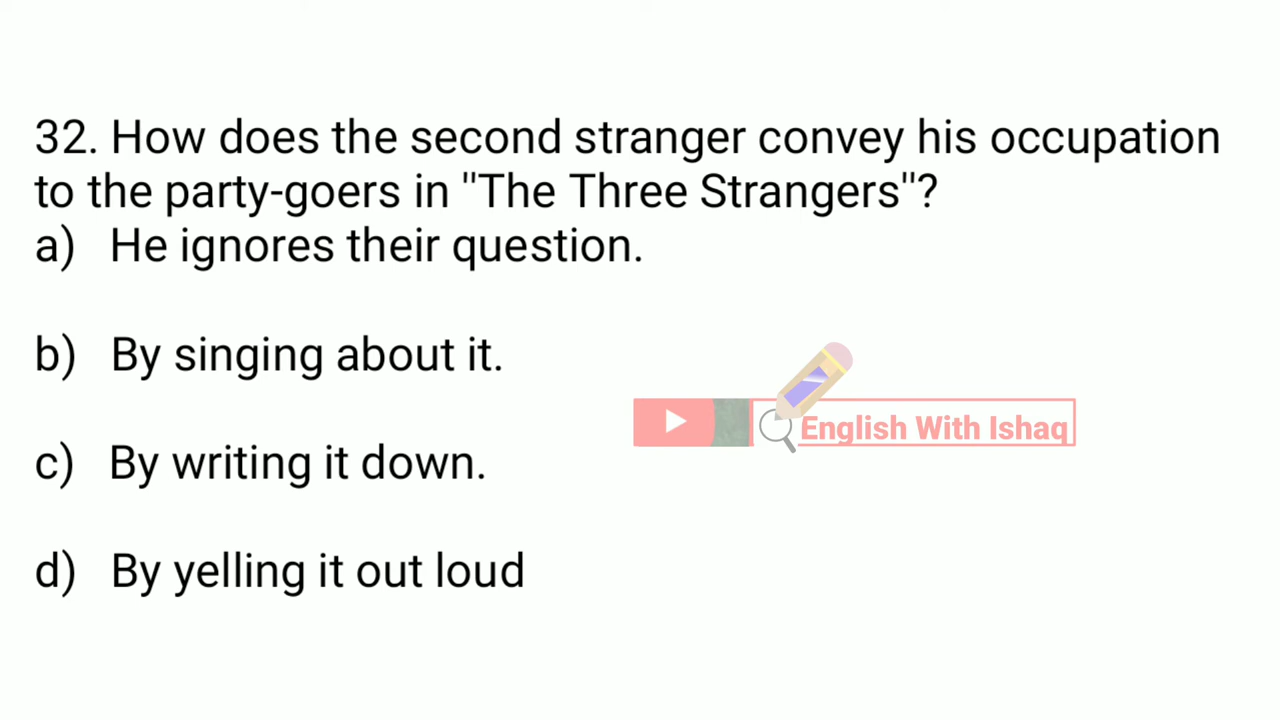 32. How does the second stranger convey his occupation
to the party-goers in "The Three Strangers"?
a) He ignores their question.
b) By singing about it.
English With Ishaq
c) By writing it down.
d) By yelling it out loud